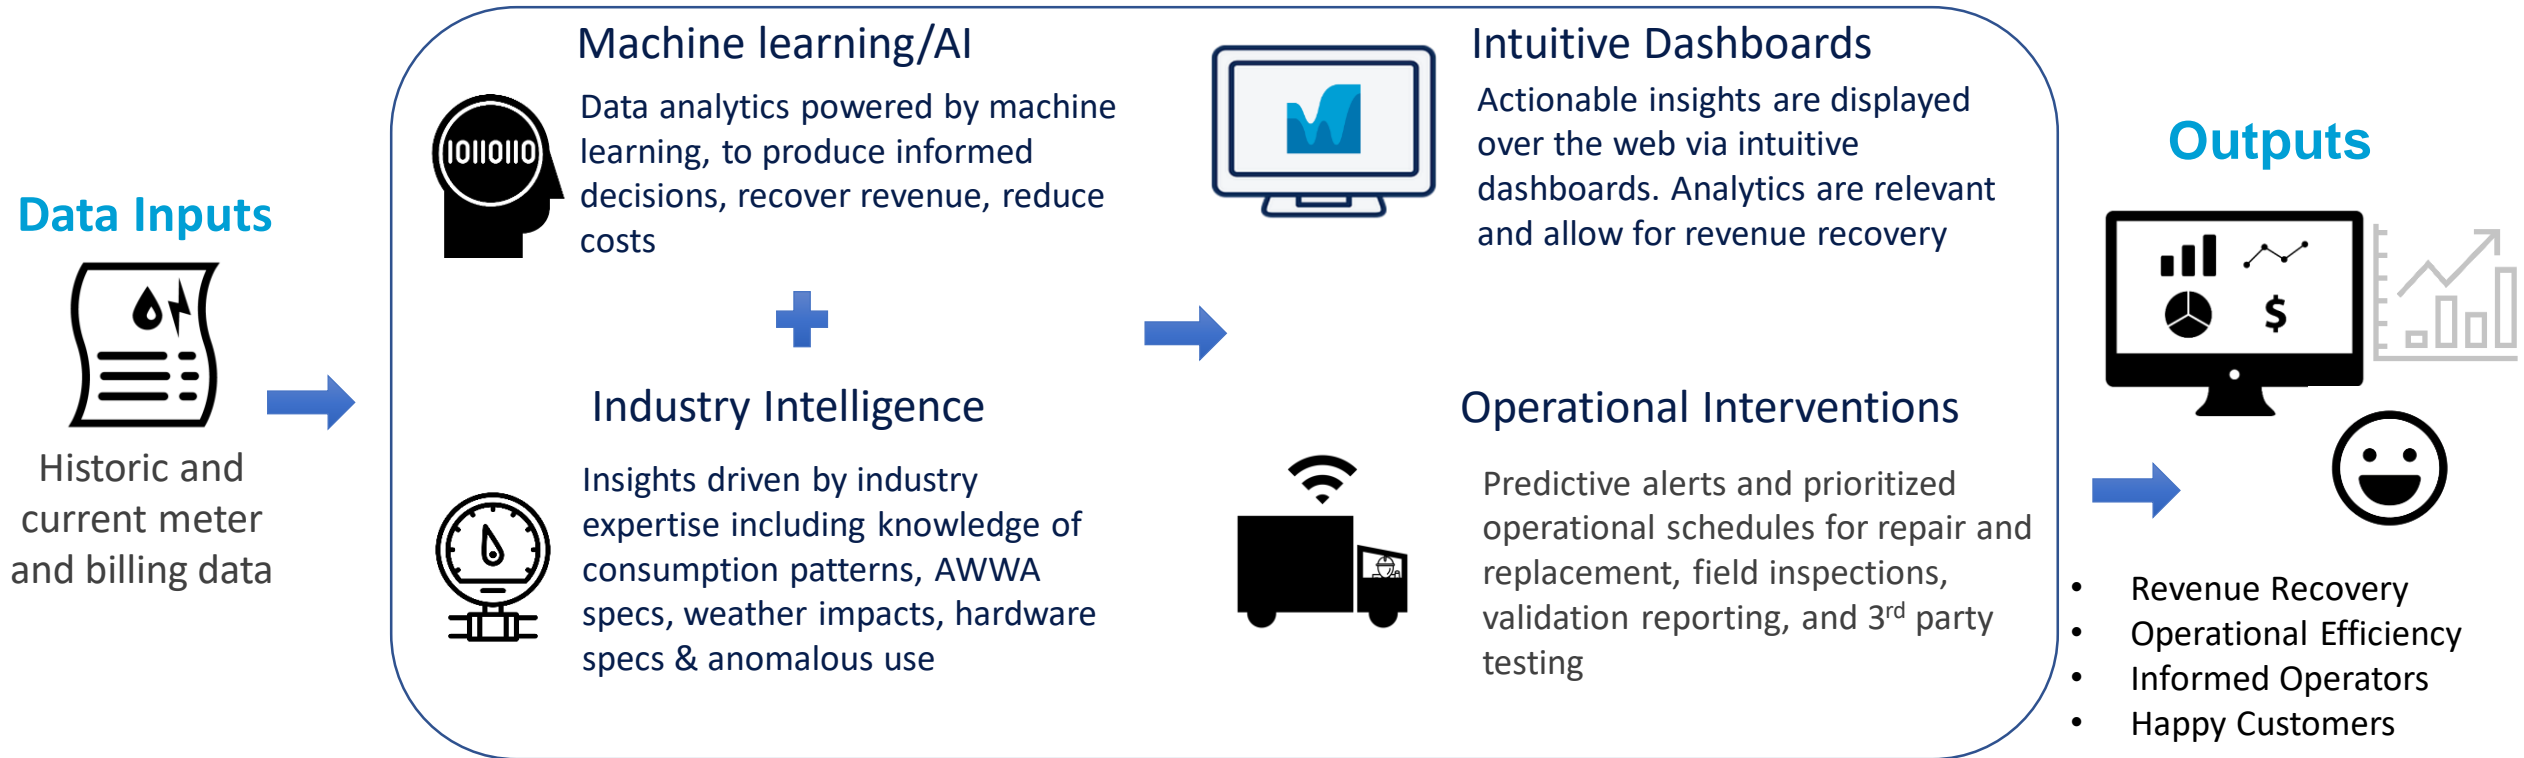 Data Inputs
Historic and
current meter
and billing data
Machine learning/AI
10110110
Data analytics powered by machine
learning, to produce informed
decisions, recover revenue, reduce
costs
Industry Intelligence
Insights driven by industry
expertise including knowledge of
consumption patterns, AWWA
specs, weather impacts, hardware
specs & anomalous use
Intuitive Dashboards
Actionable insights are displayed
over the web via intuitive
dashboards. Analytics are relevant
and allow for revenue recovery
Operational Interventions
Predictive alerts and prioritized
operational schedules for repair and
replacement, field inspections,
validation reporting, and 3rd party
testing
Outputs
$
• Revenue Recovery
• Operational Efficiency
• Informed Operators
• Happy Customers